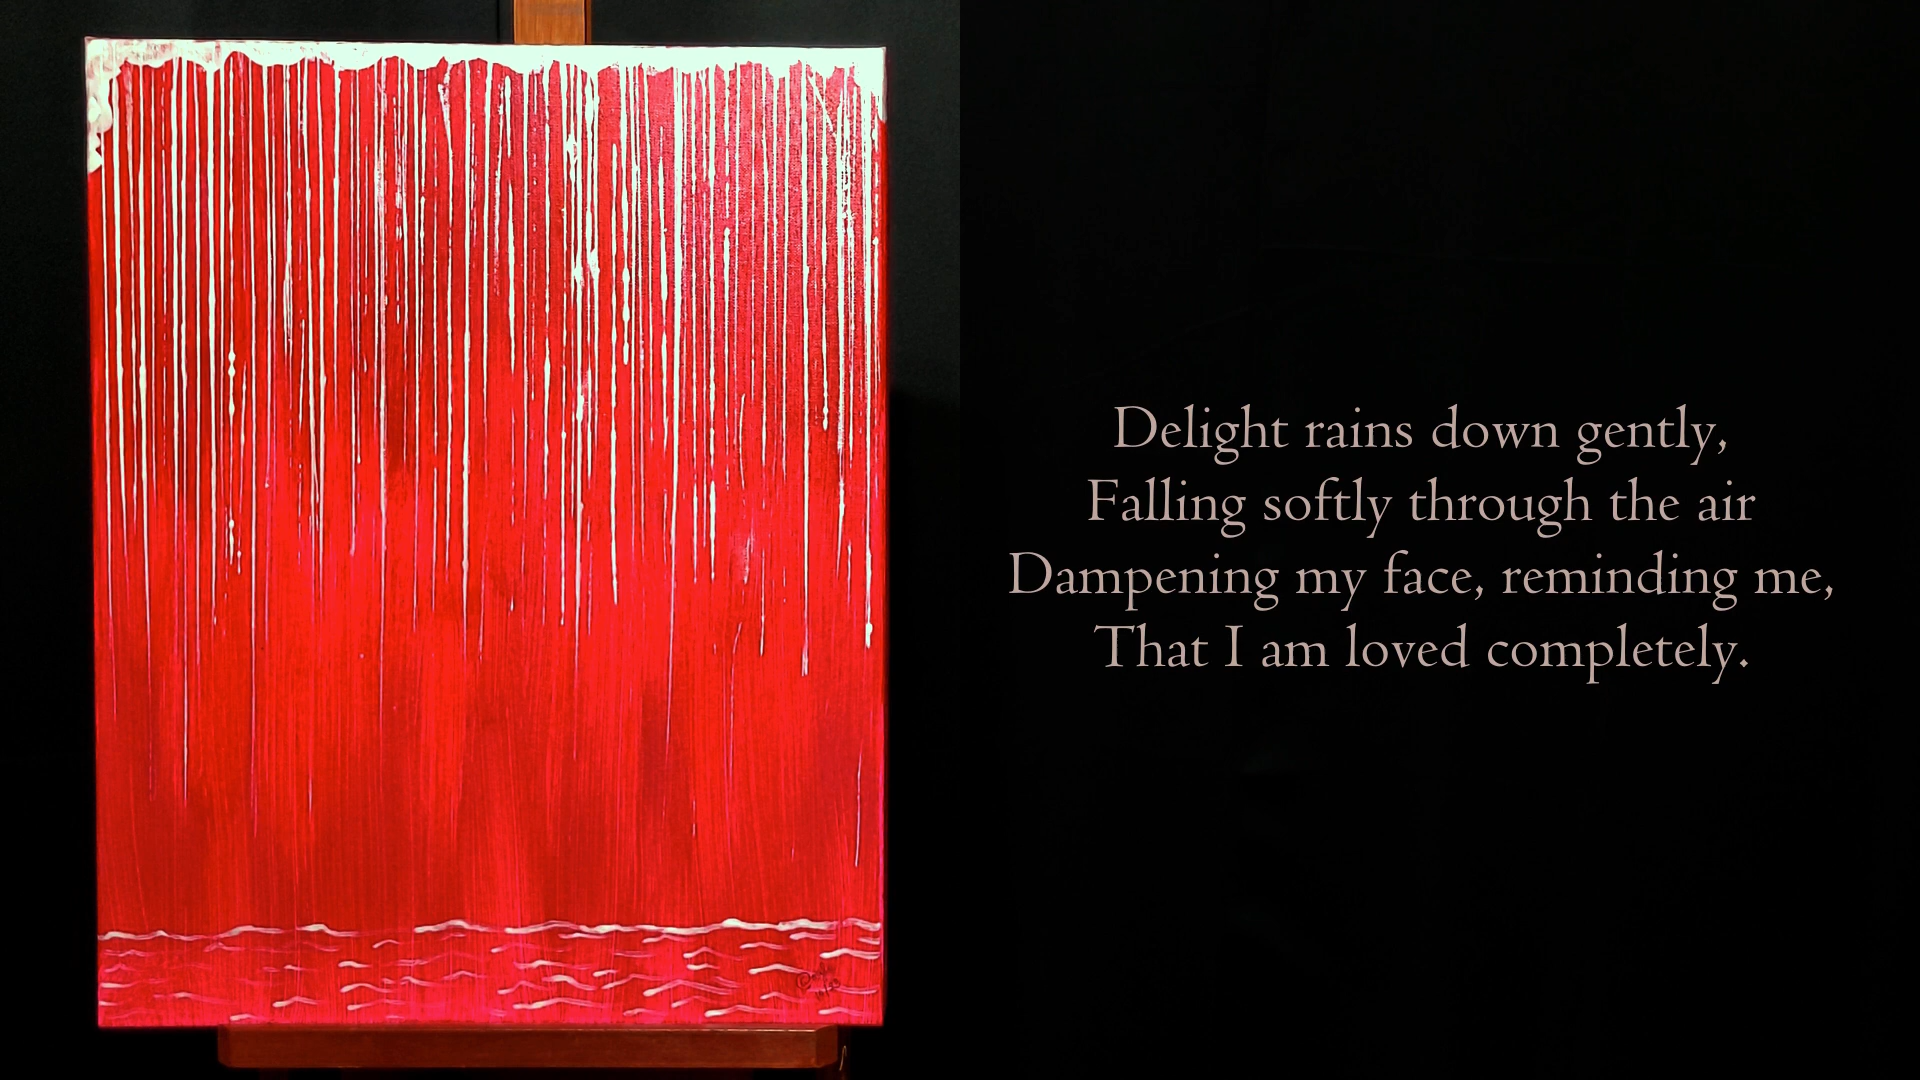 Delight rains down gently,
Falling softly through the air
Dampening my face, reminding me,
That I am loved completely.